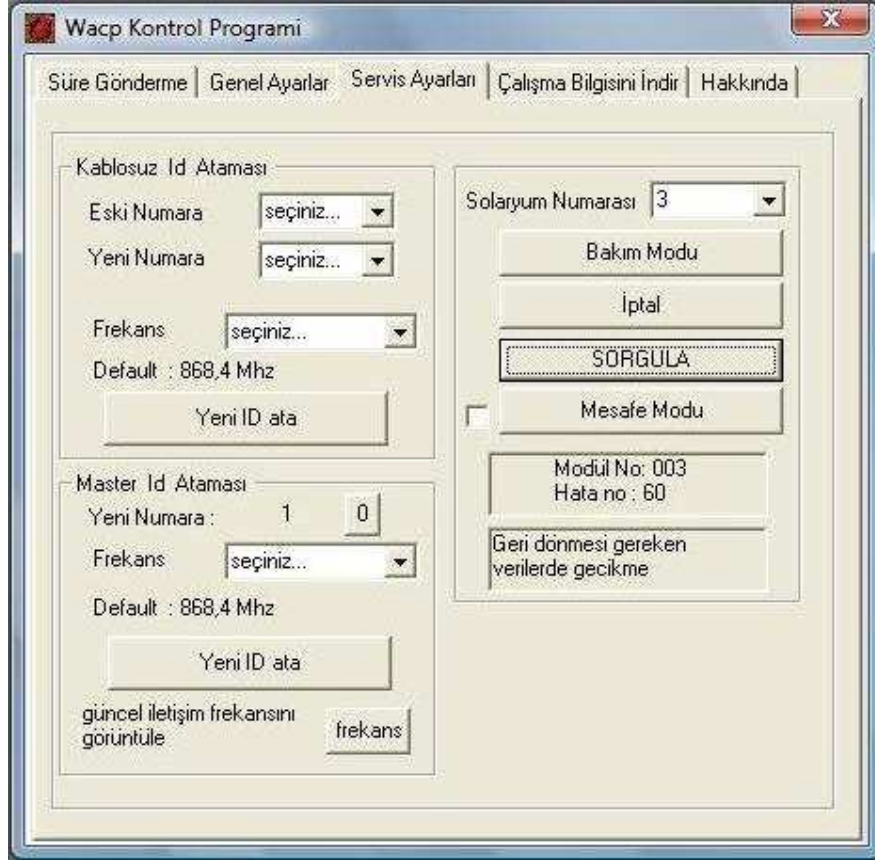 Wacp Kontrol Programi
Süre Gönderme Genel Ayarlar Servis Ayarları Çalışma Bilgisini İndir Hakkında
Kablosuz Id Ataması
Eski Numara seçiniz...
Yeni Numara seçiniz...
Frekans seçiniz...
Default : 868,4 Mhz
Yeni ID ata
Master Id Ataması
Yeni Numara : 1 0
Frekans seçiniz...
Default : 868,4 Mhz
Yeni ID ata
güncel iletişim frekansını
görüntüle frekans
Solaryum Numarası 3
Bakım Modu
İptal
SORGULA
Mesafe Modu
Modül No: 003
Hata no : 60
Geri dönmesi gereken
verilerde gecikme